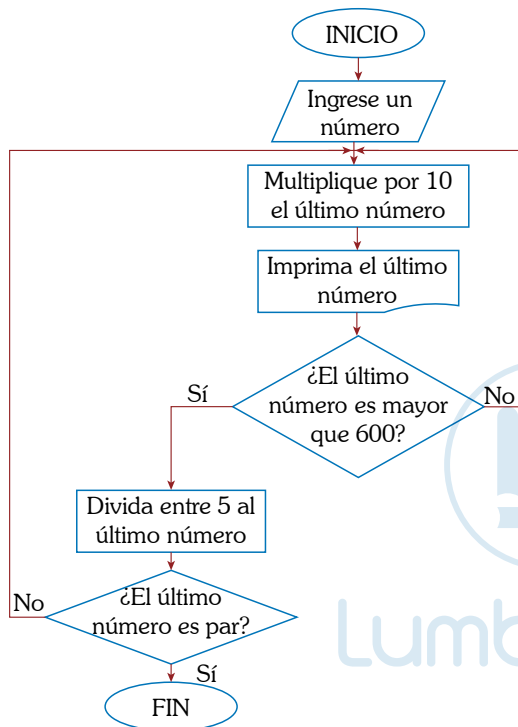 INICIO
Ingrese un
número
Multiplique por 10
el último número
Imprima el último
número
¿El último
número es mayor
que 600?
Sí
No
Divida entre 5 al
último número
¿El último
número es par?
No
Sí
FIN
Lumb